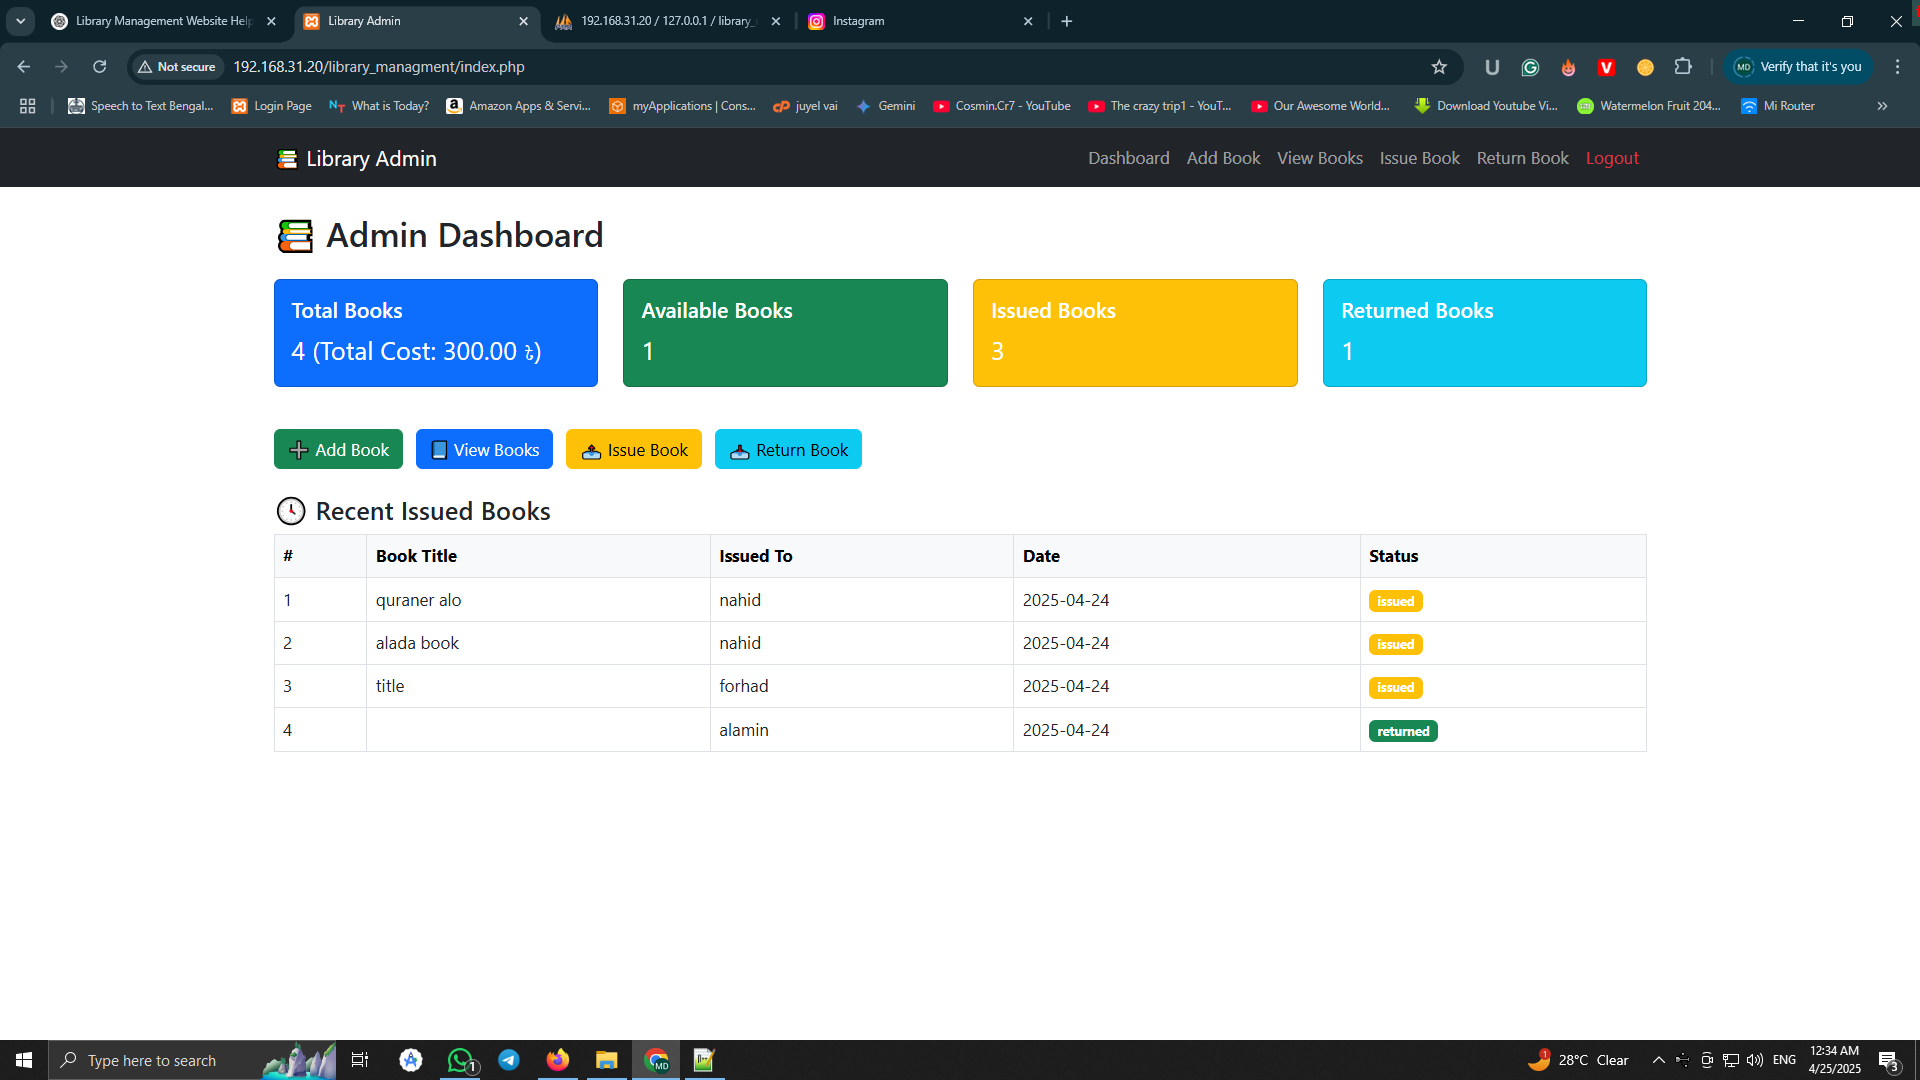 Library Management Website Help
Library Admin
192.168.31.20 / 127.0.0.1 / library_
Instagram
Not secure
192.168.31.20/library_managment/index.php
Verify that it's you
Speech to Text Bengal...
Login Page
What is Today?
Amazon Apps & Servi...
myApplications | Cons...
juyel vai
Gemini
Cosmin.Cr7 - YouTube
The crazy trip1 - YouT...
Our Awesome World...
Download Youtube Vi...
Watermelon Fruit 204...
Mi Router
Library Admin
Dashboard
Add Book
View Books
Issue Book
Return Book
Logout
Admin Dashboard
Total Books
4 (Total Cost: 300.00 ৳)
Available Books
1
Issued Books
3
Returned Books
1
Add Book
View Books
Issue Book
Return Book
Recent Issued Books
# Book Title Issued To Date Status
1 quraner alo nahid 2025-04-24 issued
2 alada book nahid 2025-04-24 issued
3 title forhad 2025-04-24 issued
4 alamin 2025-04-24 returned
Type here to search
28°C Clear
ENG
12:34 AM
4/25/2025